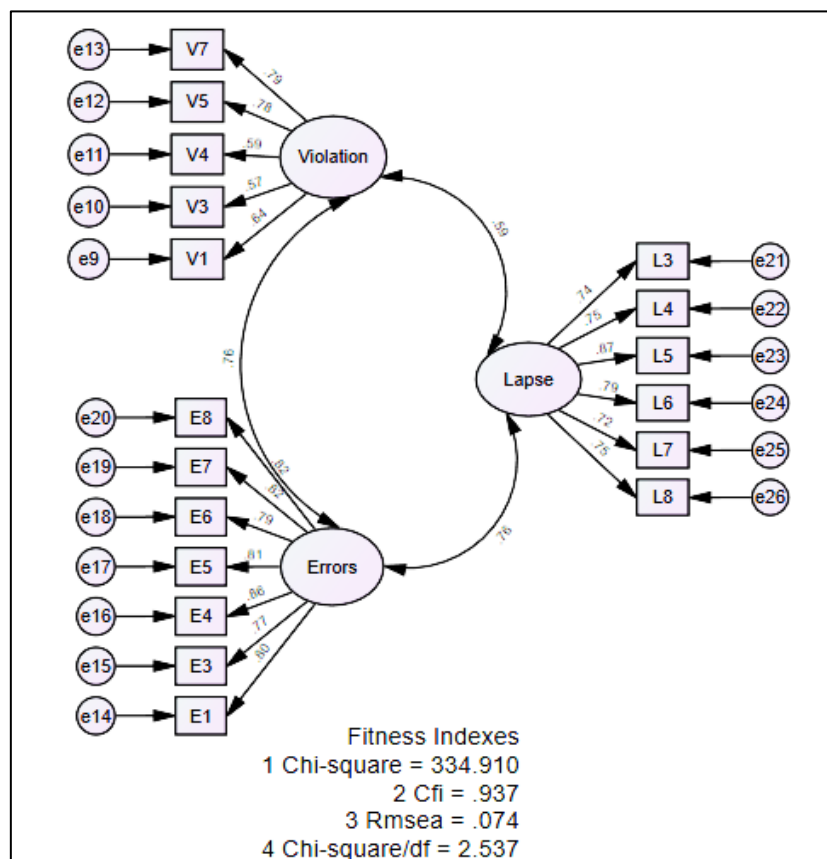 e13 V7 .79
e12 V5 .78
e11 V4 .59
e10 V3 .57
e9 V1 .64
Violation
.59
.76
L3 e21 .74
L4 e22 .75
L5 e23 .87
L6 e24 .79
L7 e25 .72
L8 e26 .75
Lapse
.76
e20 E8 .82
e19 E7 .82
e18 E6 .79
e17 E5 .81
e16 E4 .86
e15 E3 .77
e14 E1 .80
Errors
Fitness Indexes
1 Chi-square = 334.910
2 Cfi = .937
3 Rmsea = .074
4 Chi-square/df = 2.537